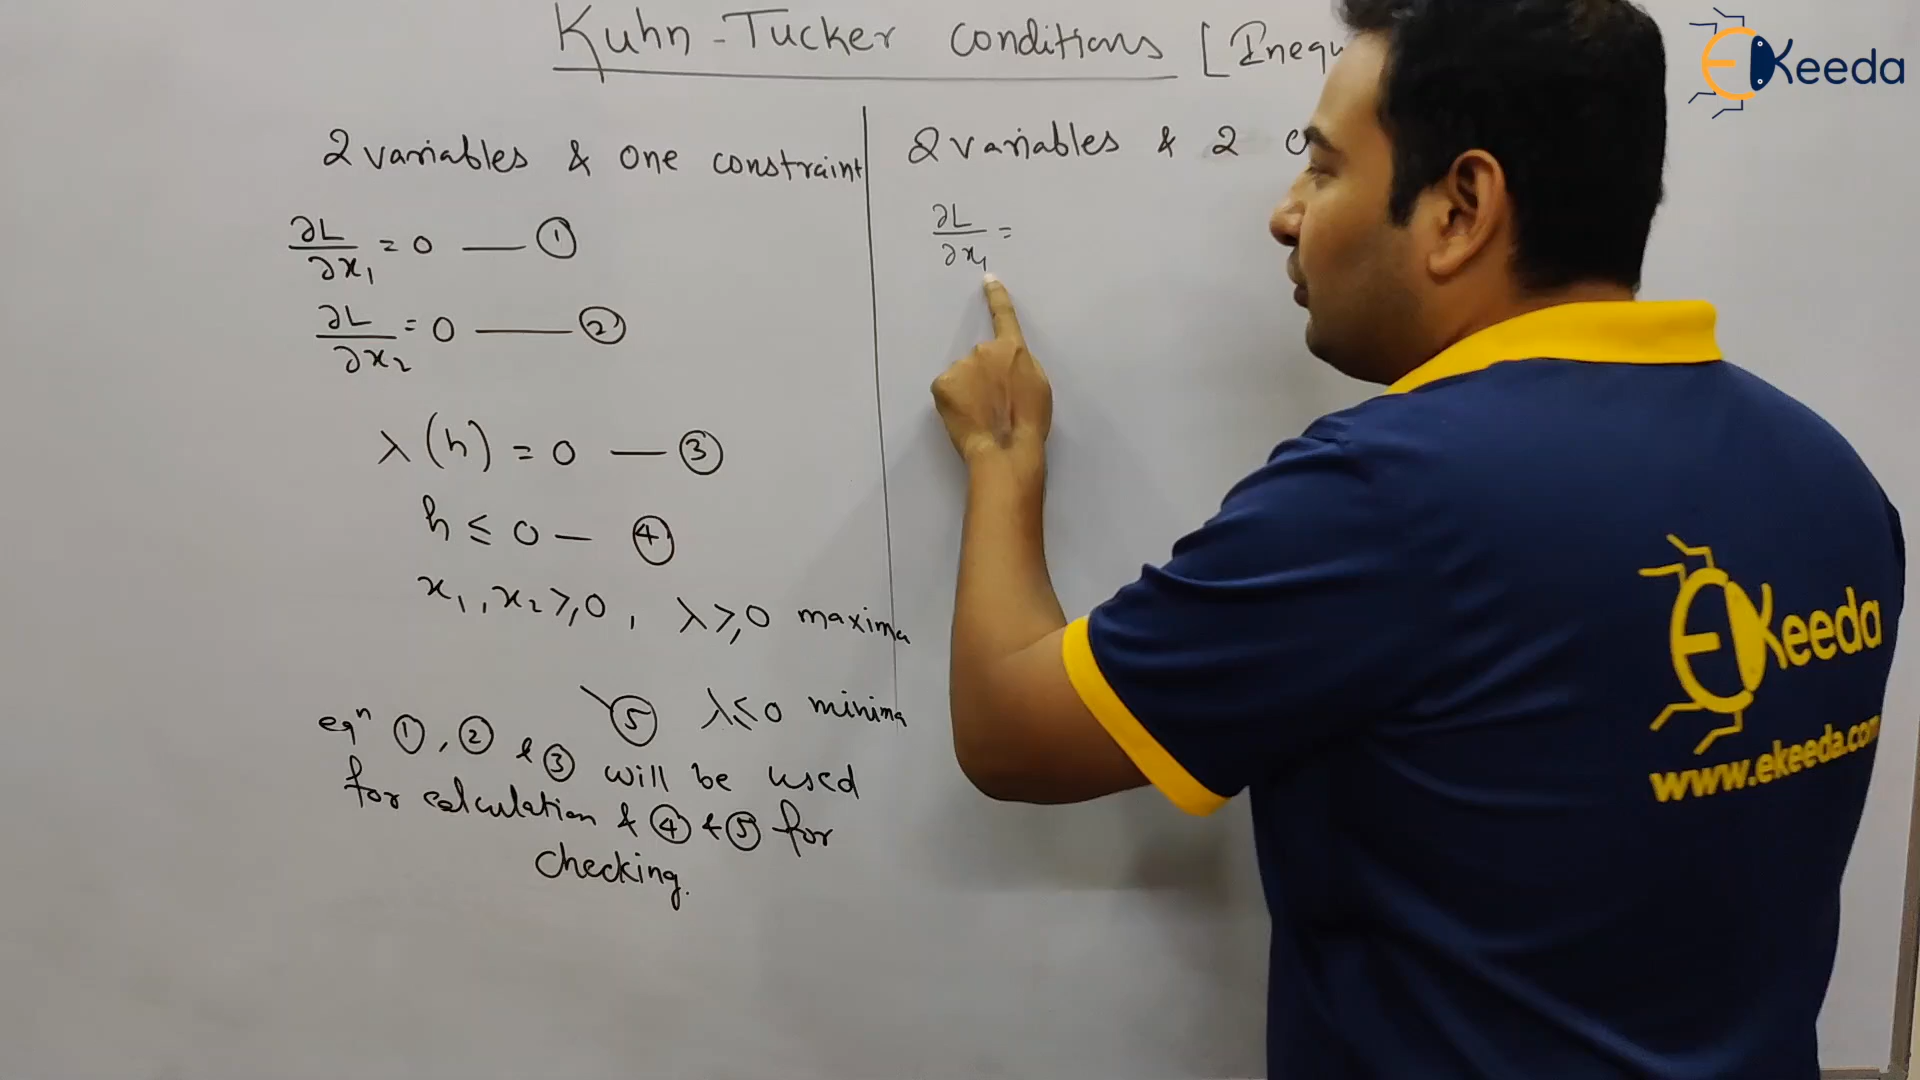 Kuhn-Tucker Conditions [Inequ
EKeeda
2 variables & one constraint
∂L/∂x₁ = 0 — ①
∂L/∂x₂ = 0 — ②
λ(h) = 0 — ③
h ≤ 0 — ④
x₁, x₂ ≥ 0, λ ≥ 0 maxima
⑤ λ ≤ 0 minima
eqⁿ ①, ② & ③ will be used
for calculation & ④ & ⑤ for
checking.
2 variables & 2 c
∂L/∂x₁ =
EKeeda
www.ekeeda.com